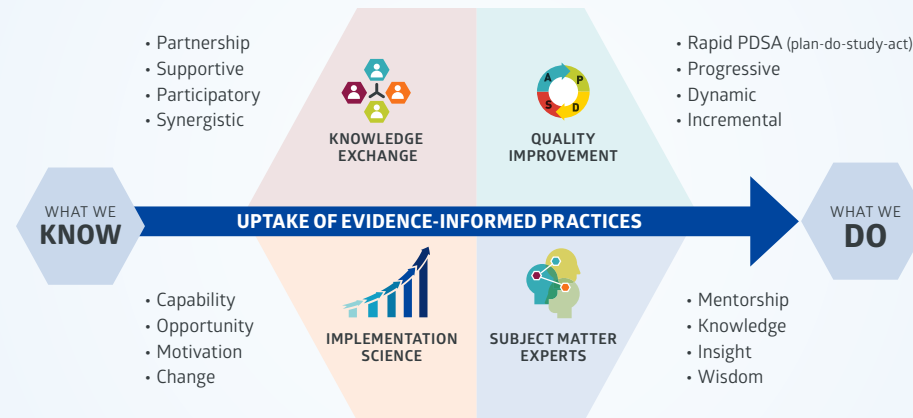 • Partnership
• Supportive
• Participatory
• Synergistic
KNOWLEDGE
EXCHANGE
A P
S D
QUALITY
IMPROVEMENT
• Rapid PDSA (plan-do-study-act)
• Progressive
• Dynamic
• Incremental
WHAT WE
KNOW
UPTAKE OF EVIDENCE-INFORMED PRACTICES
WHAT WE
DO
• Capability
• Opportunity
• Motivation
• Change
IMPLEMENTATION
SCIENCE
SUBJECT MATTER
EXPERTS
• Mentorship
• Knowledge
• Insight
• Wisdom